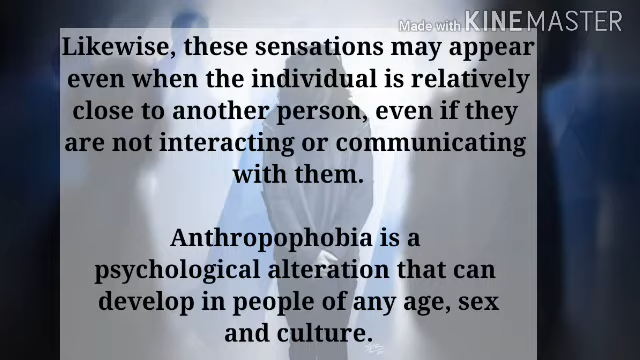 Made with KINEMASTER
Likewise, these sensations may appear
even when the individual is relatively
close to another person, even if they
are not interacting or communicating
with them.
Anthropophobia is a
psychological alteration that can
develop in people of any age, sex
and culture.